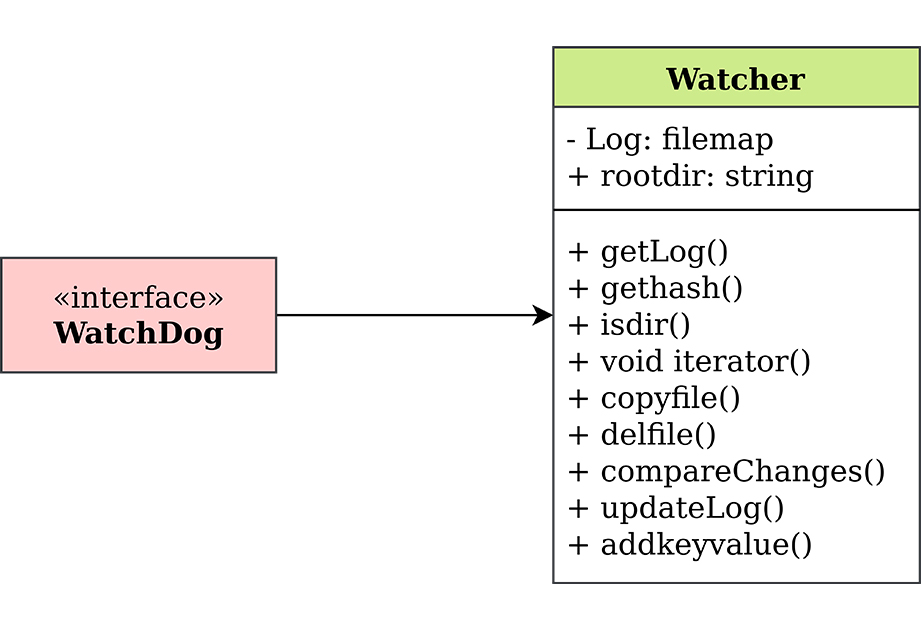 «interface»
WatchDog
Watcher
- Log: filemap
+ rootdir: string
+ getLog()
+ gethash()
+ isdir()
+ void iterator()
+ copyfile()
+ delfile()
+ compareChanges()
+ updateLog()
+ addkeyvalue()